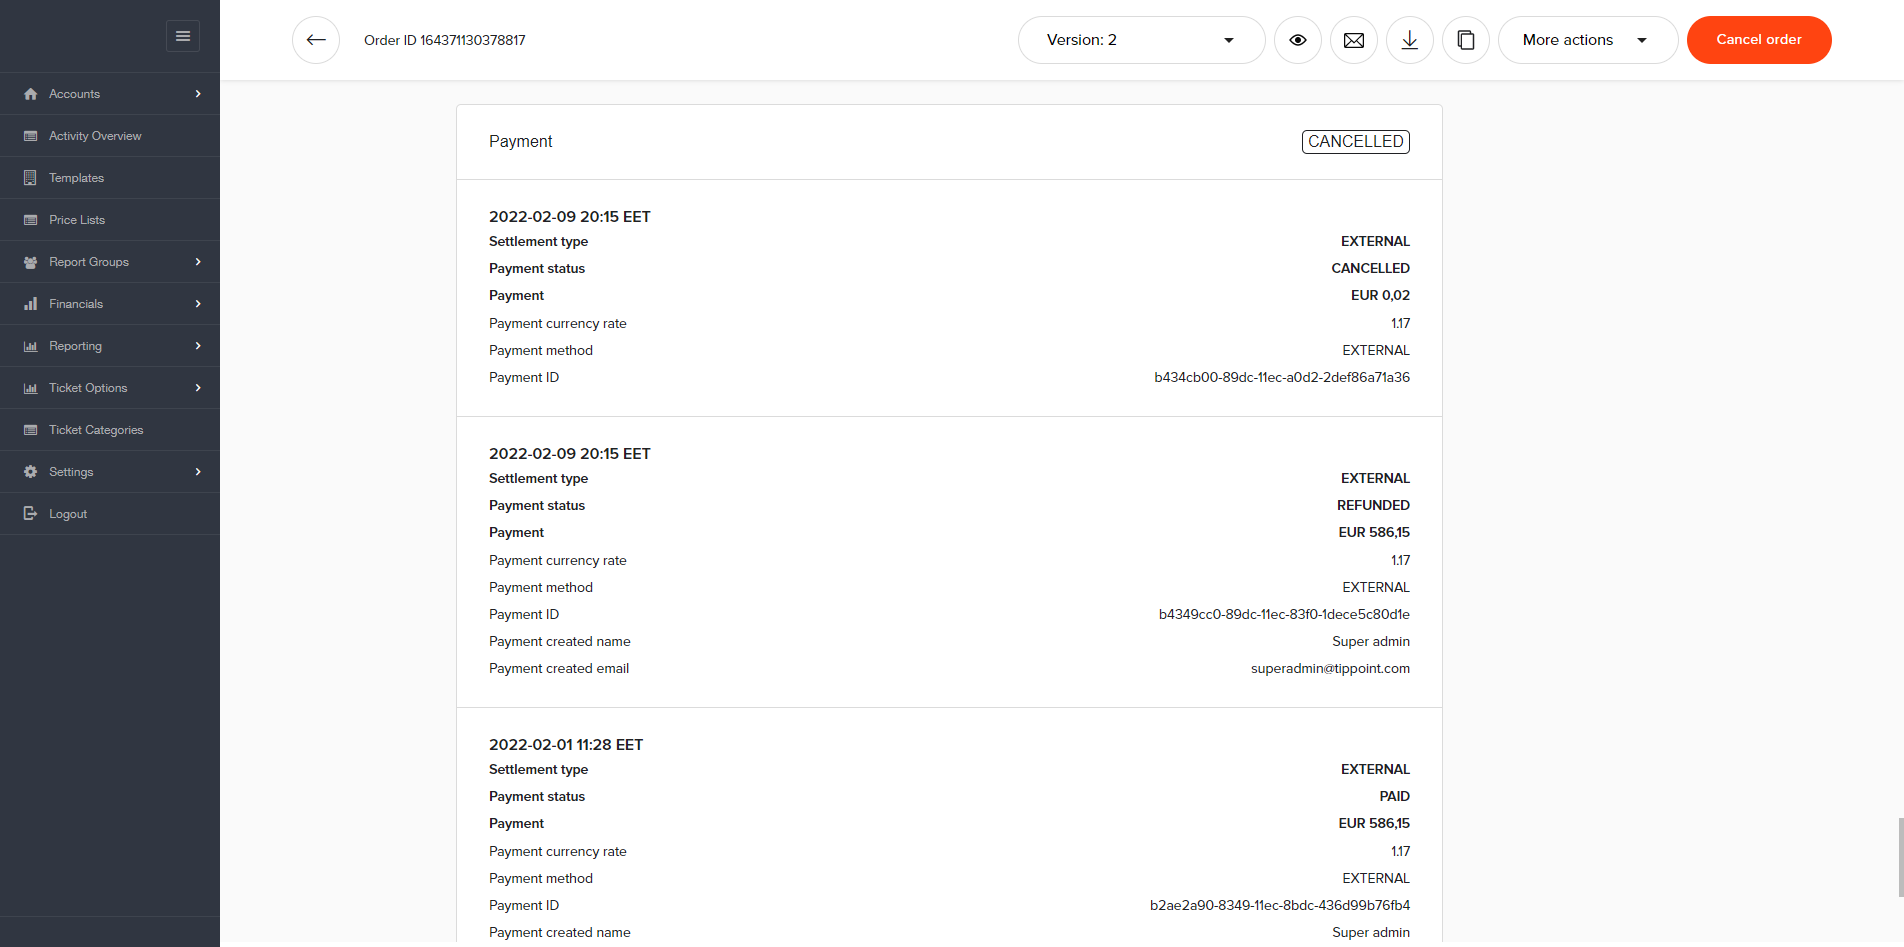 Order ID 164371130378817
Version: 2
More actions
Cancel order
Accounts
Activity Overview
Templates
Price Lists
Report Groups
Financials
Reporting
Ticket Options
Ticket Categories
Settings
Logout
Payment CANCELLED
2022-02-09 20:15 EET
Settlement type EXTERNAL
Payment status CANCELLED
Payment EUR 0,02
Payment currency rate 1.17
Payment method EXTERNAL
Payment ID b434cb00-89dc-11ec-a0d2-2def86a71a36
2022-02-09 20:15 EET
Settlement type EXTERNAL
Payment status REFUNDED
Payment EUR 586,15
Payment currency rate 1.17
Payment method EXTERNAL
Payment ID b4349cc0-89dc-11ec-83f0-1dece5c80d1e
Payment created name Super admin
Payment created email superadmin@tippoint.com
2022-02-01 11:28 EET
Settlement type EXTERNAL
Payment status PAID
Payment EUR 586,15
Payment currency rate 1.17
Payment method EXTERNAL
Payment ID b2ae2a90-8349-11ec-8bdc-436d99b76fb4
Payment created name Super admin